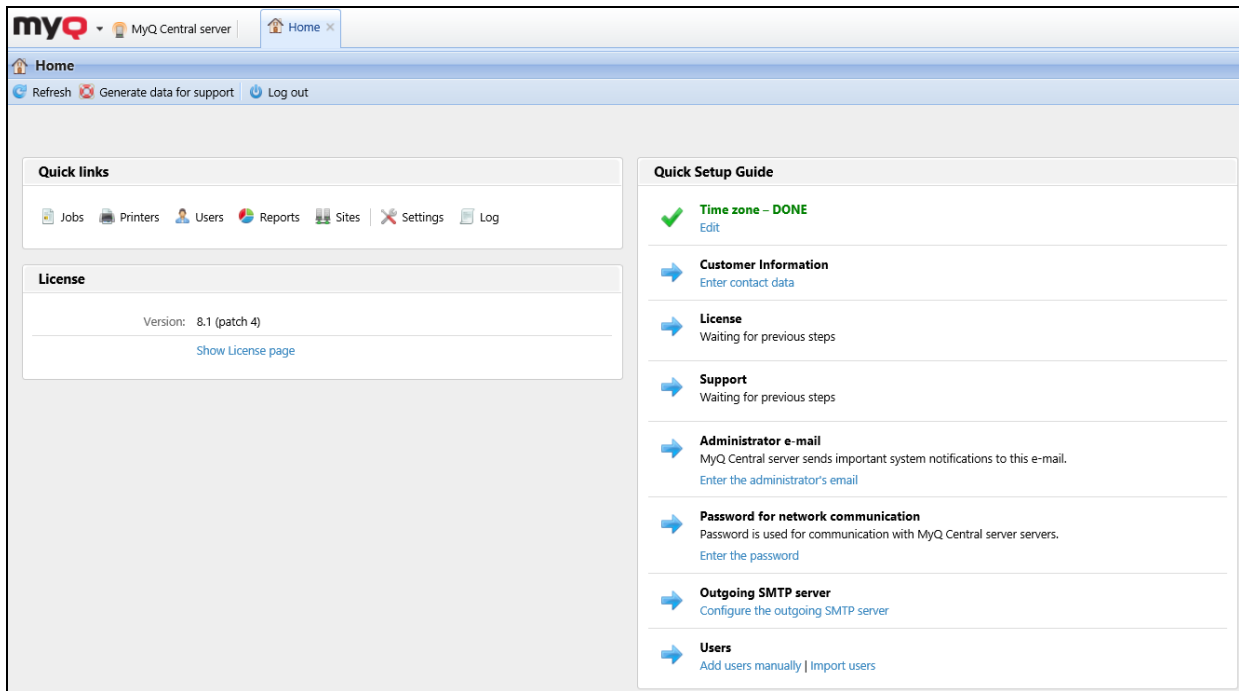 myQ MyQ Central server Home
Home
Refresh Generate data for support Log out
Quick links
Jobs Printers Users Reports Sites Settings Log
License
Version: 8.1 (patch 4)
Show License page
Quick Setup Guide
Time zone – DONE
Edit
Customer Information
Enter contact data
License
Waiting for previous steps
Support
Waiting for previous steps
Administrator e-mail
MyQ Central server sends important system notifications to this e-mail.
Enter the administrator's email
Password for network communication
Password is used for communication with MyQ Central server servers.
Enter the password
Outgoing SMTP server
Configure the outgoing SMTP server
Users
Add users manually | Import users